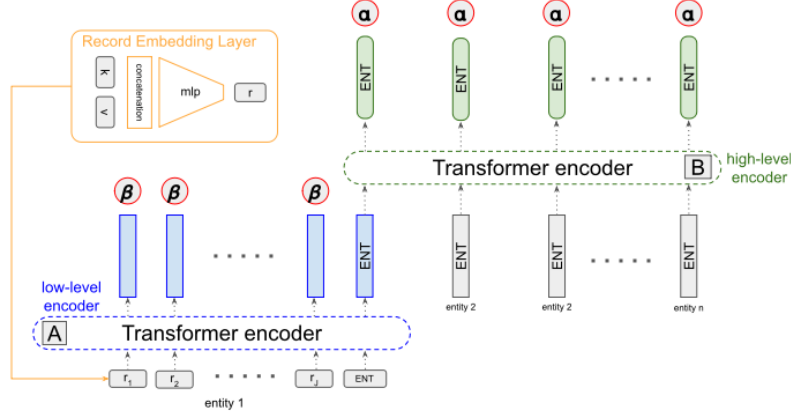 Record Embedding Layer
k
v
concatenation
mlp
r
α
α
α
α
ENT
ENT
ENT
ENT
Transformer encoder
B
high-level
encoder
β
β
β
ENT
ENT
ENT
ENT
entity 2
entity 2
entity n
low-level
encoder
A
Transformer encoder
r1
r2
rJ
ENT
entity 1